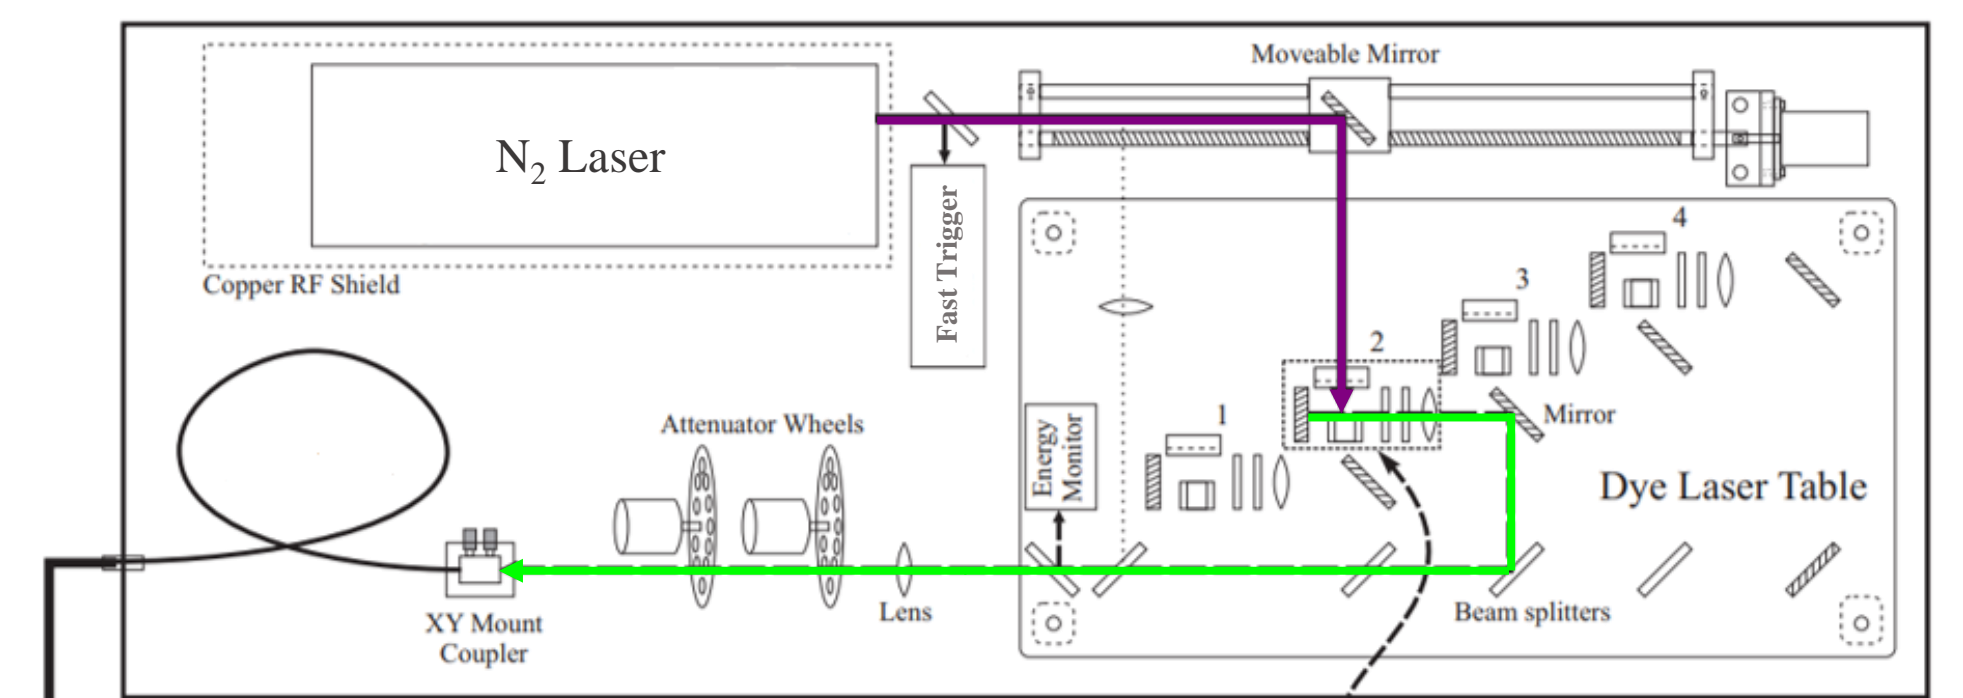 Moveable Mirror
N₂ Laser
Fast Trigger
Copper RF Shield
4
3
2
1
Mirror
Energy
Monitor
Attenuator Wheels
Dye Laser Table
Lens
Beam splitters
XY Mount
Coupler